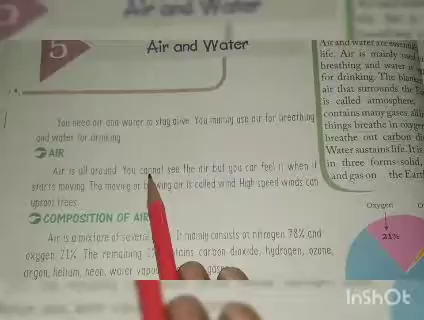 Air and Water
5
Air and Water
You need air and water to stay alive. You mainly use air for breathing
and water for drinking.
AIR
Air is all around. You cannot see the air but you can feel it when it
starts moving. The moving or blowing air is called wind. High speed winds can
uproot trees.
COMPOSITION OF AIR
Air is a mixture of several It mainly consists of nitrogen 78% and
oxygen 21%. The remaining carbon dioxide, hydrogen, ozone,
argon, helium, neon, water
Air and water are essential
life. Air is mainly used
breathing and water is
for drinking. The blanket
air that surrounds the
is called atmosphere.
contains many gases.
things breathe in oxygen
breathe out carbon
Water sustains life. It is
in three forms-solid,
and gas on the Earth
Oxygen
21%
InShOt